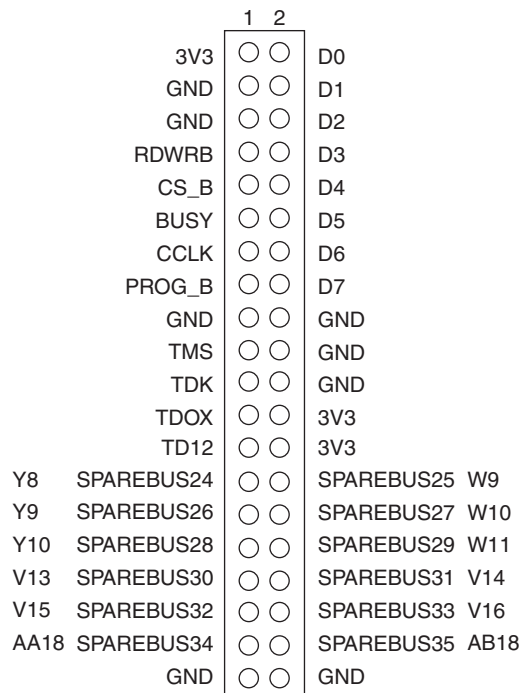 1 2
3V3 D0
GND D1
GND D2
RDWRB D3
CS_B D4
BUSY D5
CCLK D6
PROG_B D7
GND GND
TMS GND
TDK GND
TDOX 3V3
TD12 3V3
Y8 SPAREBUS24 SPAREBUS25 W9
Y9 SPAREBUS26 SPAREBUS27 W10
Y10 SPAREBUS28 SPAREBUS29 W11
V13 SPAREBUS30 SPAREBUS31 V14
V15 SPAREBUS32 SPAREBUS33 V16
AA18 SPAREBUS34 SPAREBUS35 AB18
GND GND